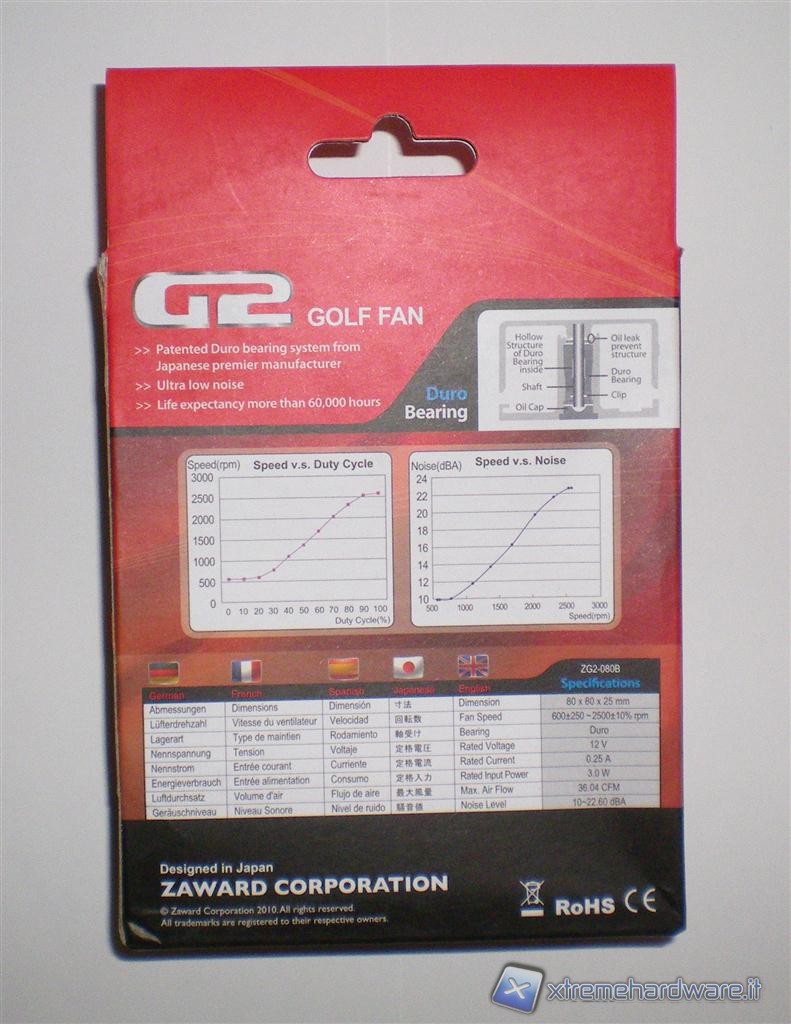 G2 GOLF FAN
>> Patented Duro bearing system from
Japanese premier manufacturer
>> Ultra low noise
>> Life expectancy more than 60,000 hours
Duro
Bearing
Hollow
Structure
of Duro
Bearing
inside
Shaft
Oil Cap
Oil leak
prevent
structure
Duro
Bearing
Clip
Speed(rpm) Speed v.s. Duty Cycle
3000
2500
2000
1500
1000
500
0
0 10 20 30 40 50 60 70 80 90 100
Duty Cycle(%)
Noise(dBA) Speed v.s. Noise
24
22
20
18
16
14
12
10
500 1000 1500 2000 2500 3000
Speed(rpm)
ZG2-080B
German French Spanish Japanese English Specifications
Abmessungen Dimensions Dimensión 寸法 Dimension 80 x 80 x 25 mm
Lüfterdrehzahl Vitesse du ventilateur Velocidad 回転数 Fan Speed 600±250 ~2500±10% rpm
Lagerart Type de maintien Rodamiento 軸受け Bearing Duro
Nennspannung Tension Voltaje 定格電圧 Rated Voltage 12 V
Nennstrom Entrée courant Curriente 定格電流 Rated Current 0.25 A
Energieverbrauch Entrée alimentation Consumo 定格入力 Rated Input Power 3.0 W
Luftdurchsatz Volume d'air Flujo de aire 最大風量 Max. Air Flow 36.04 CFM
Geräuschniveau Niveau Sonore Nivel de ruido 騒音値 Noise Level 10~22.60 dBA
Designed in Japan
ZAWARD CORPORATION
© Zaward Corporation 2010. All rights reserved.
All trademarks are registered to their respective owners.
RoHS CE
xtremehardware.it